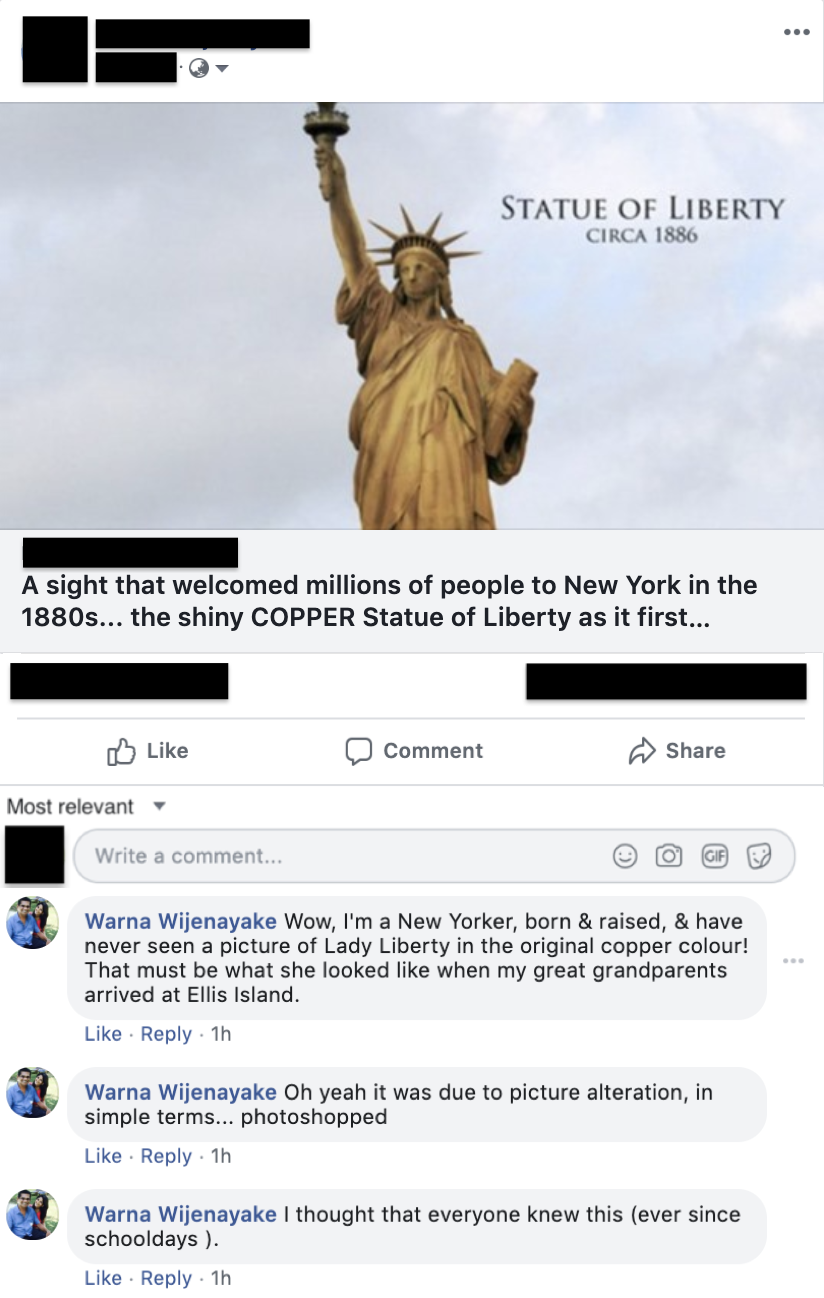 STATUE OF LIBERTY
CIRCA 1886
A sight that welcomed millions of people to New York in the
1880s... the shiny COPPER Statue of Liberty as it first...
Like
Comment
Share
Most relevant
Write a comment...
GIF
Warna Wijenayake Wow, I'm a New Yorker, born & raised, & have
never seen a picture of Lady Liberty in the original copper colour!
That must be what she looked like when my great grandparents
arrived at Ellis Island.
Like · Reply · 1h
Warna Wijenayake Oh yeah it was due to picture alteration, in
simple terms... photoshopped
Like · Reply · 1h
Warna Wijenayake I thought that everyone knew this (ever since
schooldays ).
Like · Reply · 1h